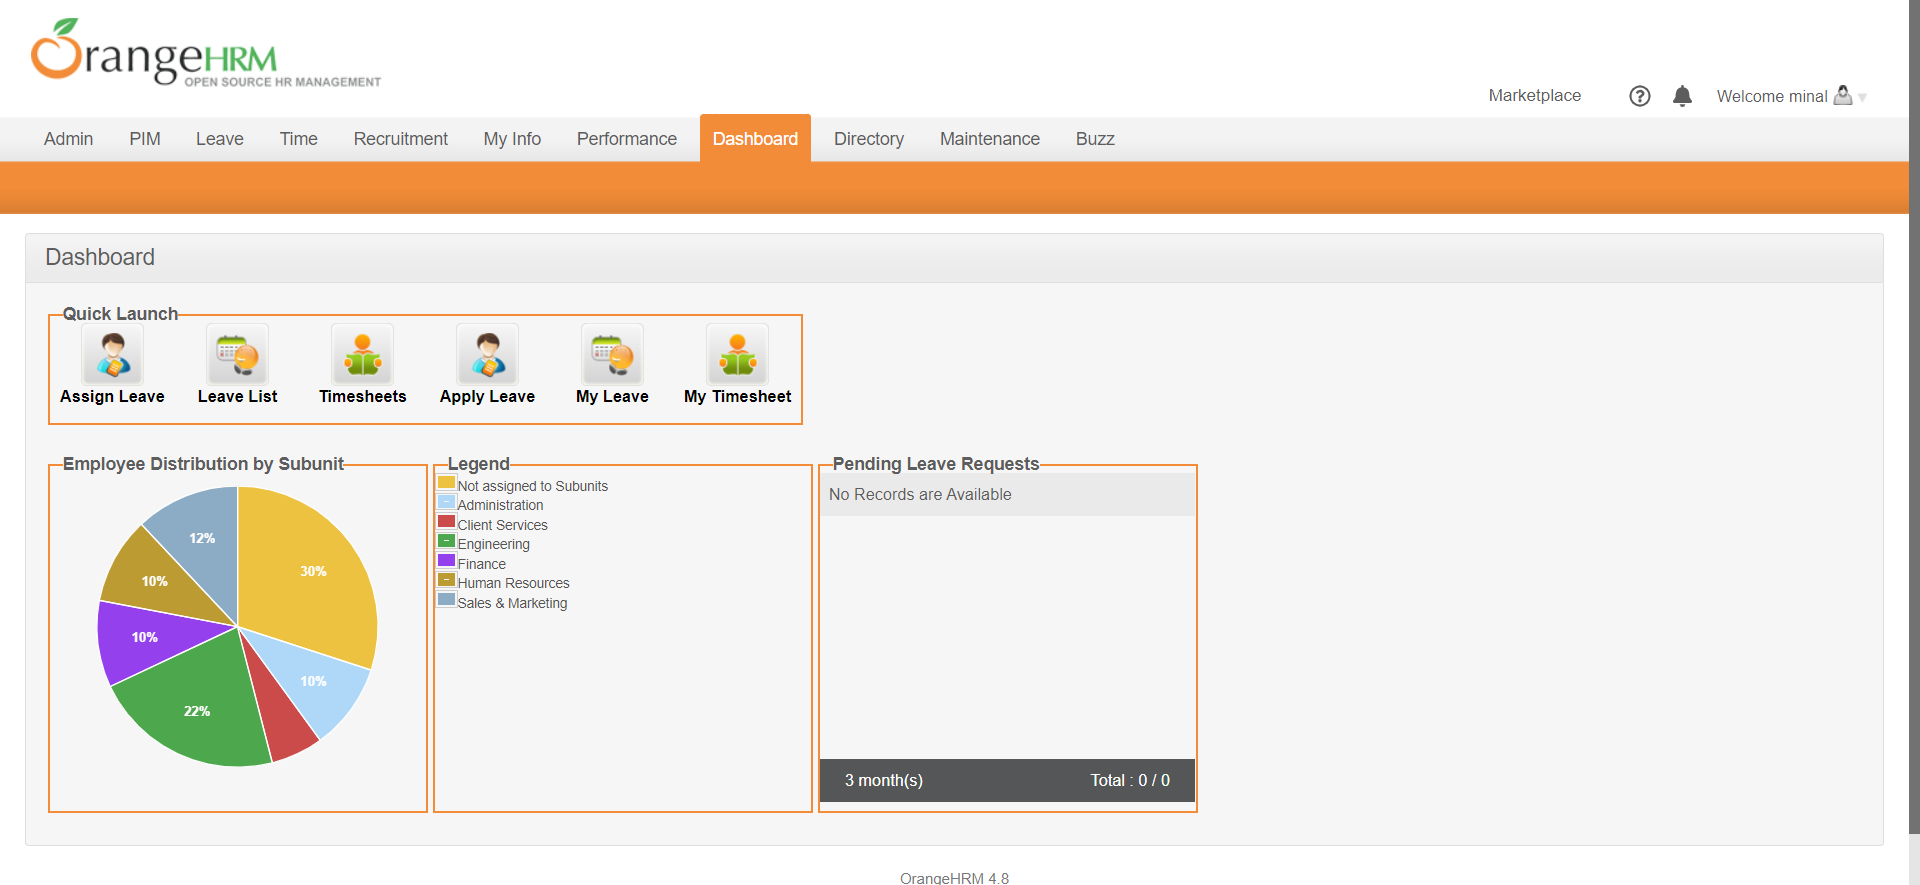 OrangeHRM
OPEN SOURCE HR MANAGEMENT
Marketplace
Welcome minal
Admin PIM Leave Time Recruitment My Info Performance Dashboard Directory Maintenance Buzz
Dashboard
Quick Launch
Assign Leave Leave List Timesheets Apply Leave My Leave My Timesheet
Employee Distribution by Subunit
12%
30%
10%
10%
10%
22%
Legend
Not assigned to Subunits
Administration
Client Services
Engineering
Finance
Human Resources
Sales & Marketing
Pending Leave Requests
No Records are Available
3 month(s) Total : 0 / 0
OrangeHRM 4.8